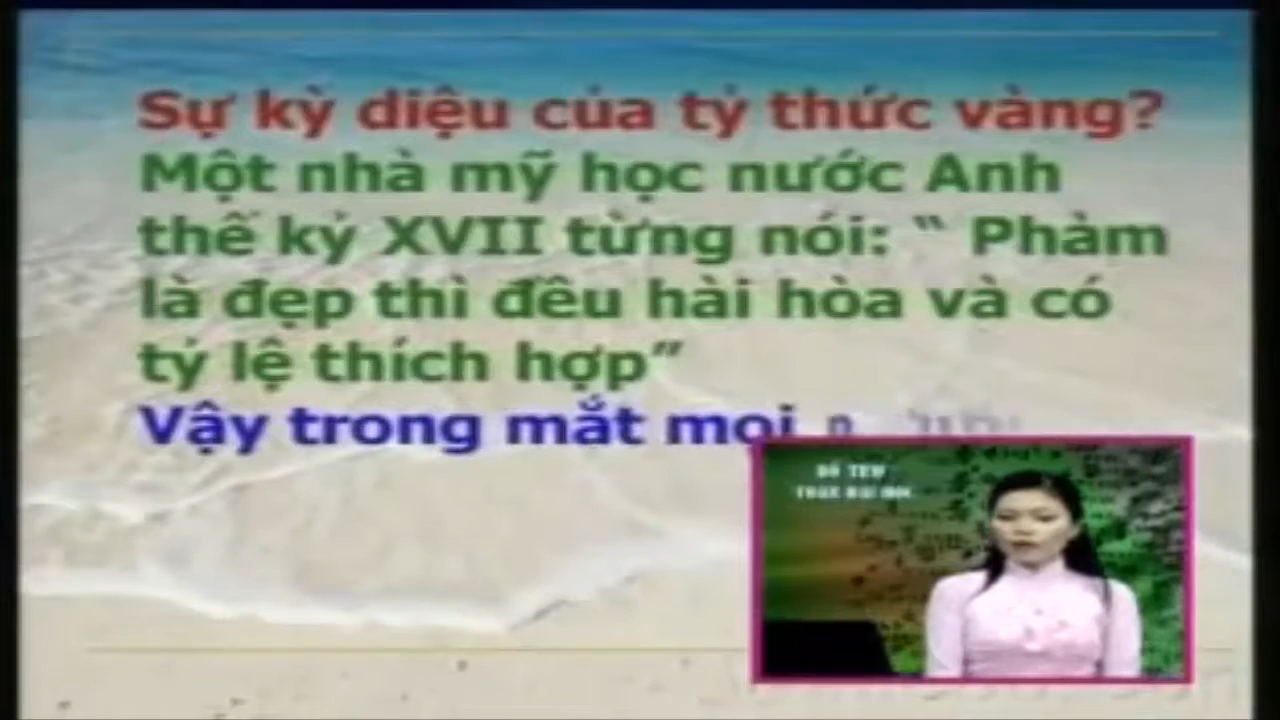 Sự kỳ diệu của tỷ thức vàng?
Một nhà mỹ học nước Anh
thế kỷ XVII từng nói: “ Phàm
là đẹp thì đều hài hòa và có
tỷ lệ thích hợp”
Vậy trong mắt mọi